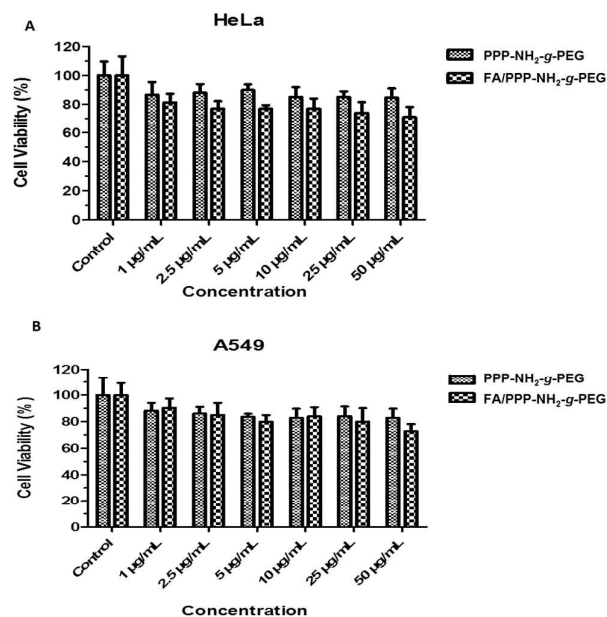 A
HeLa
Cell Viability (%)
120
100
80
60
40
20
0
Control
1 µg/mL
2.5 µg/mL
5 µg/mL
10 µg/mL
25 µg/mL
50 µg/mL
Concentration
PPP-NH₂-g-PEG
FA/PPP-NH₂-g-PEG
B
A549
Cell Viability (%)
120
100
80
60
40
20
0
Control
1 µg/mL
2.5 µg/mL
5 µg/mL
10 µg/mL
25 µg/mL
50 µg/mL
Concentration
PPP-NH₂-g-PEG
FA/PPP-NH₂-g-PEG